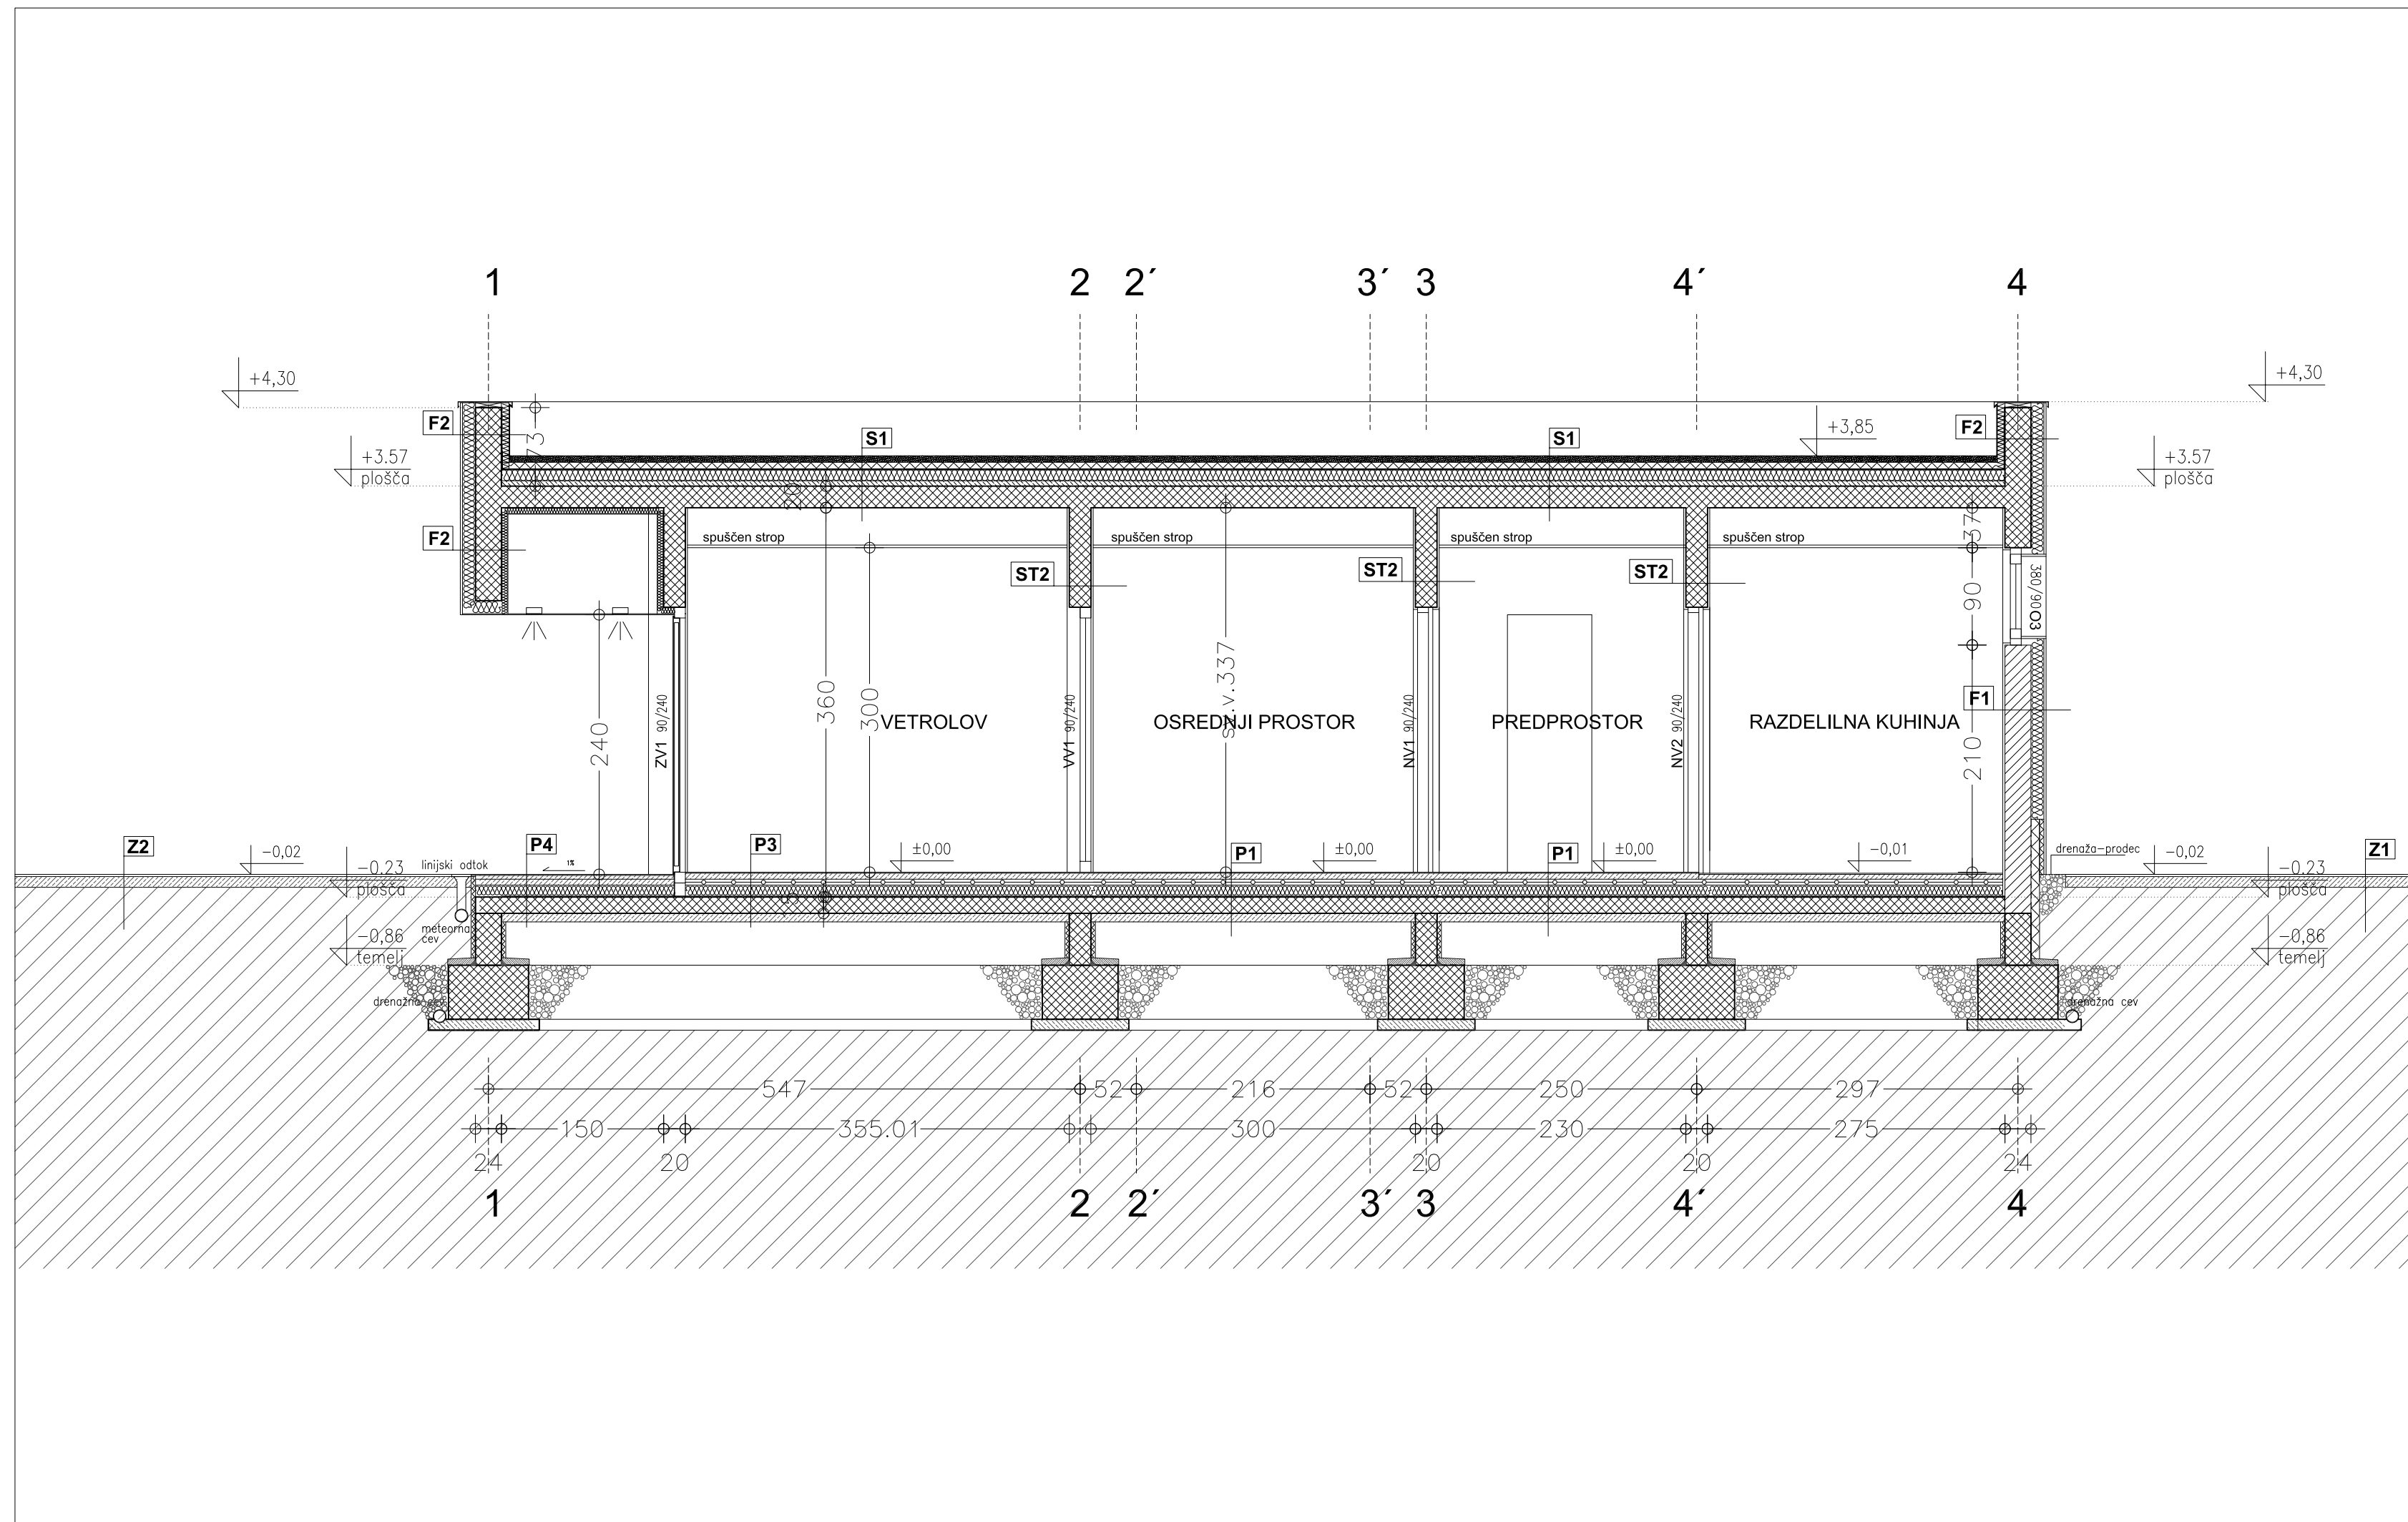 1 2 2´ 3´ 3 4´ 4
+4,30
+4,30
F2
73
S1
S1
+3,85
F2
+3.57
plošča
+3.57
plošča
20
37
F2
spuščen strop
spuščen strop
spuščen strop
spuščen strop
ST2
ST2
ST2
90
380/90 O3
240
ZV1 90/240
360
300
VETROLOV
VV1 90/240
OSREDNJI PROSTOR
sv.v.337
NV1 90/240
PREDPROSTOR
NV2 90/240
RAZDELILNA KUHINJA
F1
210
Z2
-0,02
-0.23
plošča
linijski odtok
P4
1%
P3
±0,00
P1
±0,00
P1
±0,00
-0,01
drenaža-prodec
-0,02
-0.23
plošča
Z1
15
meteorna
cev
-0,86
temelj
-0,86
temelj
drenažna cev
drenažna cev
547 52 216 52 250 297
150 355.01 300 230 275
24 20 20 20 24
1 2 2´ 3´ 3 4´ 4